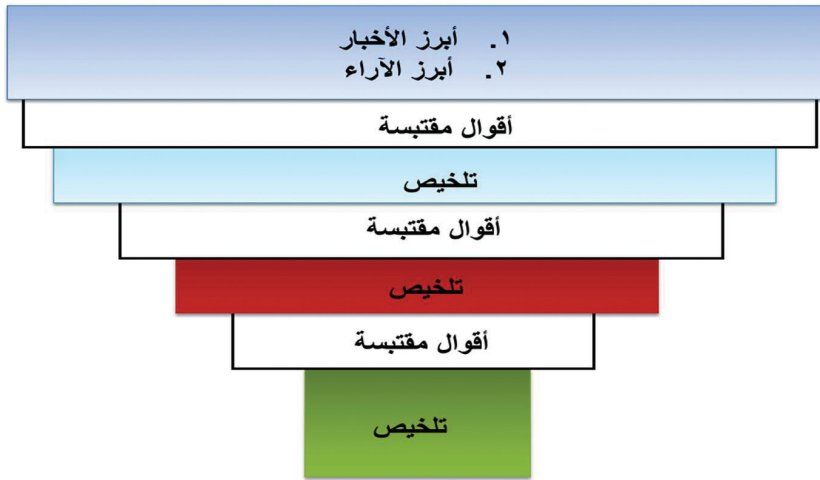 ١. أبرز الأخبار
٢. أبرز الآراء
أقوال مقتبسة
تلخيص
أقوال مقتبسة
تلخيص
أقوال مقتبسة
تلخيص